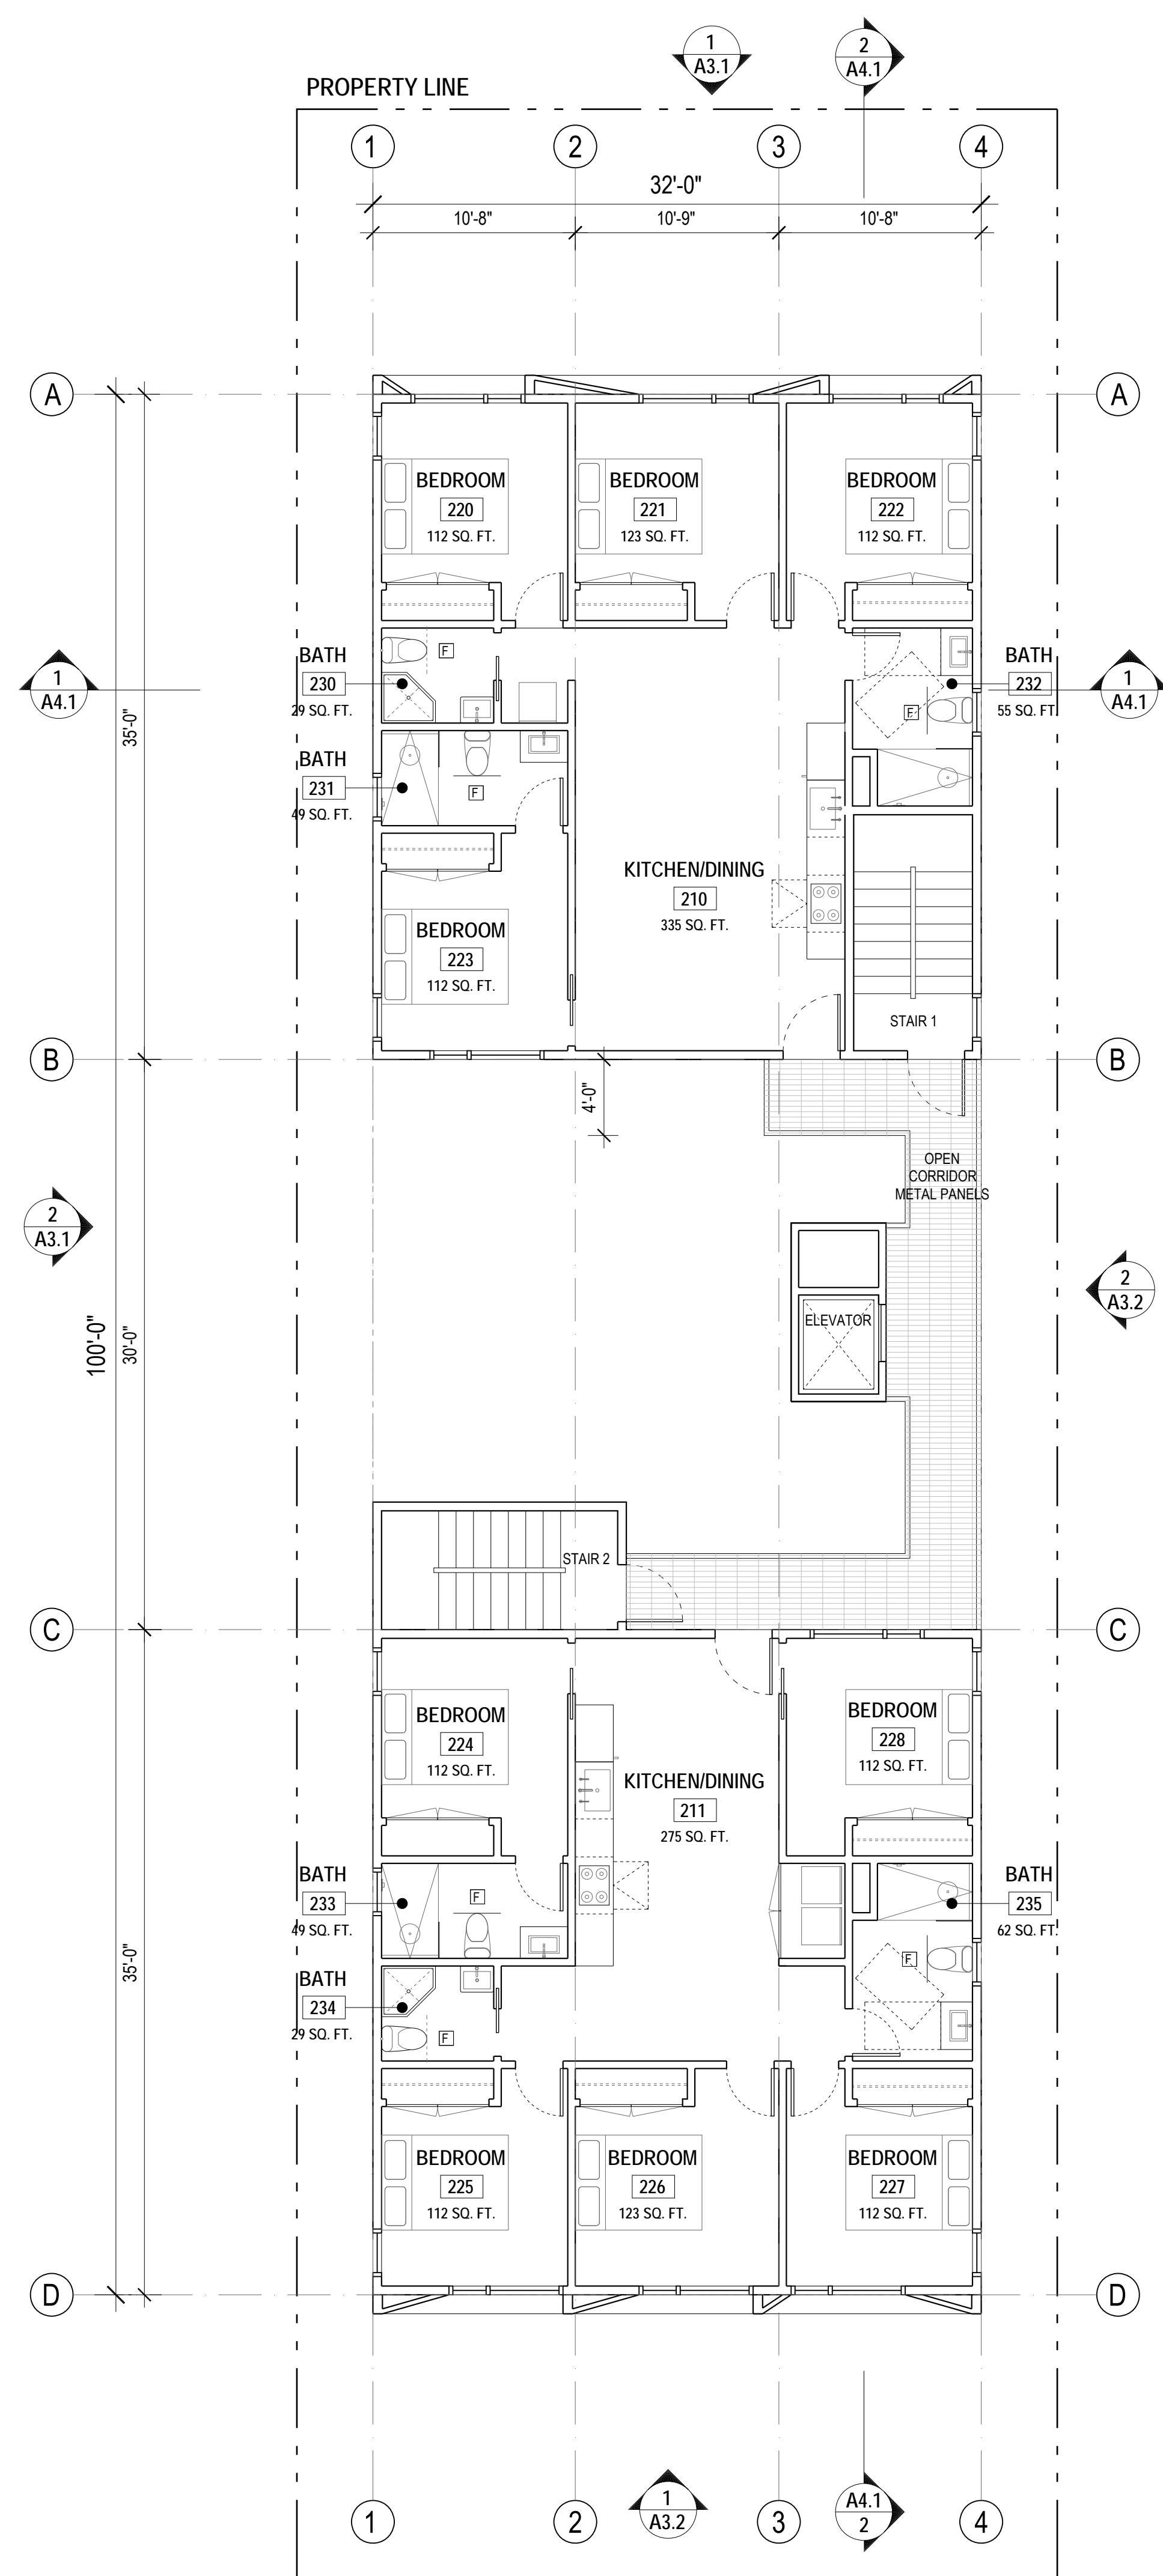 1
A3.1
2
A4.1
PROPERTY LINE
1
2
3
4
32'-0"
10'-8"
10'-9"
10'-8"
A
A
BEDROOM
220
112 SQ. FT.
BEDROOM
221
123 SQ. FT.
BEDROOM
222
112 SQ. FT.
1
A4.1
35'-0"
BATH
230
29 SQ. FT.
F
BATH
232
55 SQ. FT.
F
1
A4.1
BATH
231
49 SQ. FT.
F
KITCHEN/DINING
210
335 SQ. FT.
BEDROOM
223
112 SQ. FT.
STAIR 1
B
B
4'-0"
OPEN
CORRIDOR
METAL PANELS
2
A3.1
2
A3.2
ELEVATOR
100'-0"
30'-0"
STAIR 2
C
C
BEDROOM
224
112 SQ. FT.
KITCHEN/DINING
211
275 SQ. FT.
BEDROOM
228
112 SQ. FT.
BATH
233
49 SQ. FT.
F
BATH
235
62 SQ. FT.
F
35'-0"
BATH
234
29 SQ. FT.
F
BEDROOM
225
112 SQ. FT.
BEDROOM
226
123 SQ. FT.
BEDROOM
227
112 SQ. FT.
D
D
1
2
1
A3.2
3
A4.1
2
4